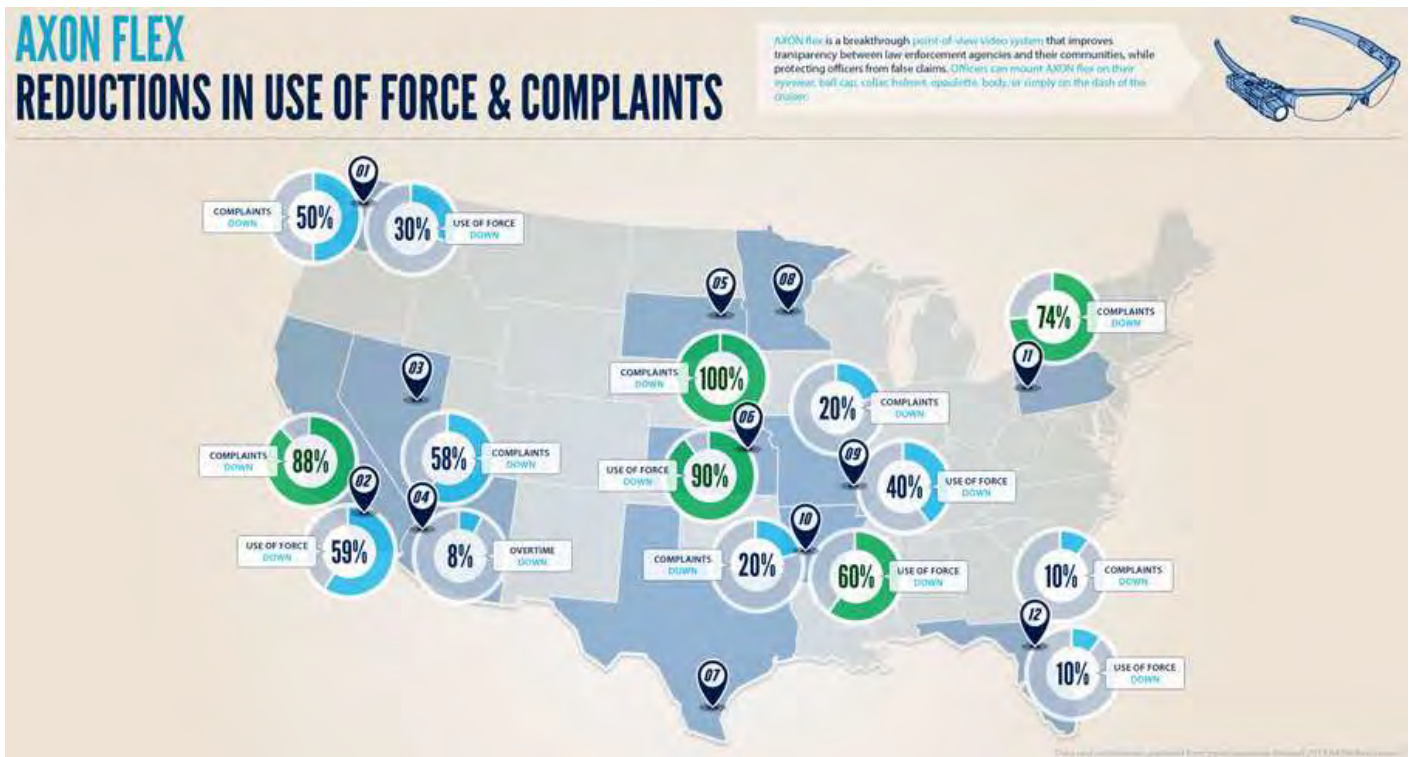 AXON FLEX
REDUCTIONS IN USE OF FORCE & COMPLAINTS
AXON flex is a breakthrough point-of-view video system that improves
transparency between law enforcement agencies and their communities, while
protecting officers from false claims. Officers can mount AXON flex on their
eyewear, ball cap, collar, helmet, epaulette, body, or simply on the dash of the
cruiser.
01
COMPLAINTS
DOWN
50%
30%
USE OF FORCE
DOWN
05
08
74%
COMPLAINTS
DOWN
11
03
COMPLAINTS
DOWN
100%
20%
COMPLAINTS
DOWN
06
COMPLAINTS
DOWN
88%
02
58%
COMPLAINTS
DOWN
USE OF FORCE
DOWN
90%
09
40%
USE OF FORCE
DOWN
04
USE OF FORCE
DOWN
59%
8%
OVERTIME
DOWN
10
COMPLAINTS
DOWN
20%
60%
USE OF FORCE
DOWN
10%
COMPLAINTS
DOWN
12
10%
USE OF FORCE
DOWN
07